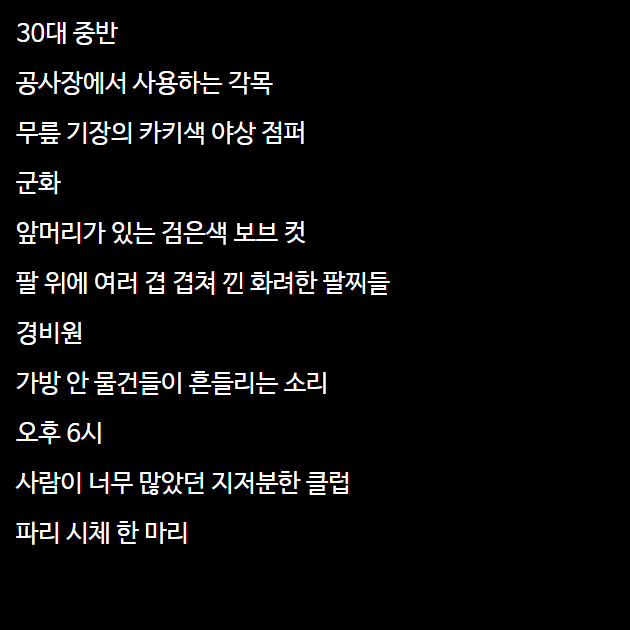 30대 중반
공사장에서 사용하는 각목
무릎 기장의 카키색 야상 점퍼
군화
앞머리가 있는 검은색 보브 컷
팔 위에 여러 겹 겹쳐 낀 화려한 팔찌들
경비원
가방 안 물건들이 흔들리는 소리
오후 6시
사람이 너무 많았던 지저분한 클럽
파리 시체 한 마리